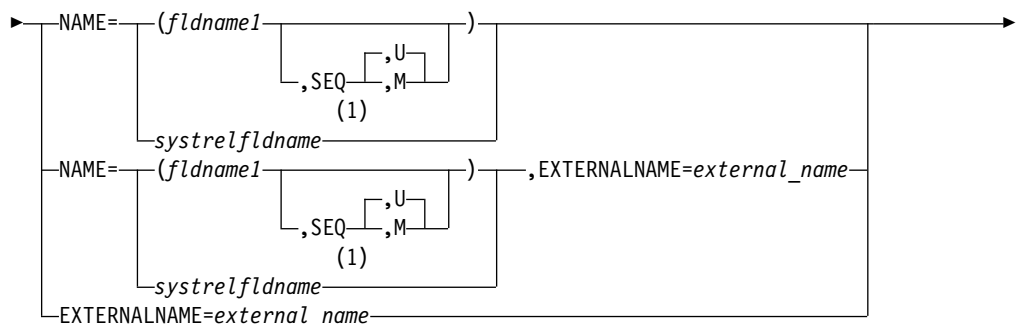 NAME= (fldname1 )
,U
,SEQ ,M
(1)
systrelfldname
NAME= (fldname1 ) ,EXTERNALNAME=external_name
,U
,SEQ ,M
(1)
systrelfldname
EXTERNALNAME=external_name